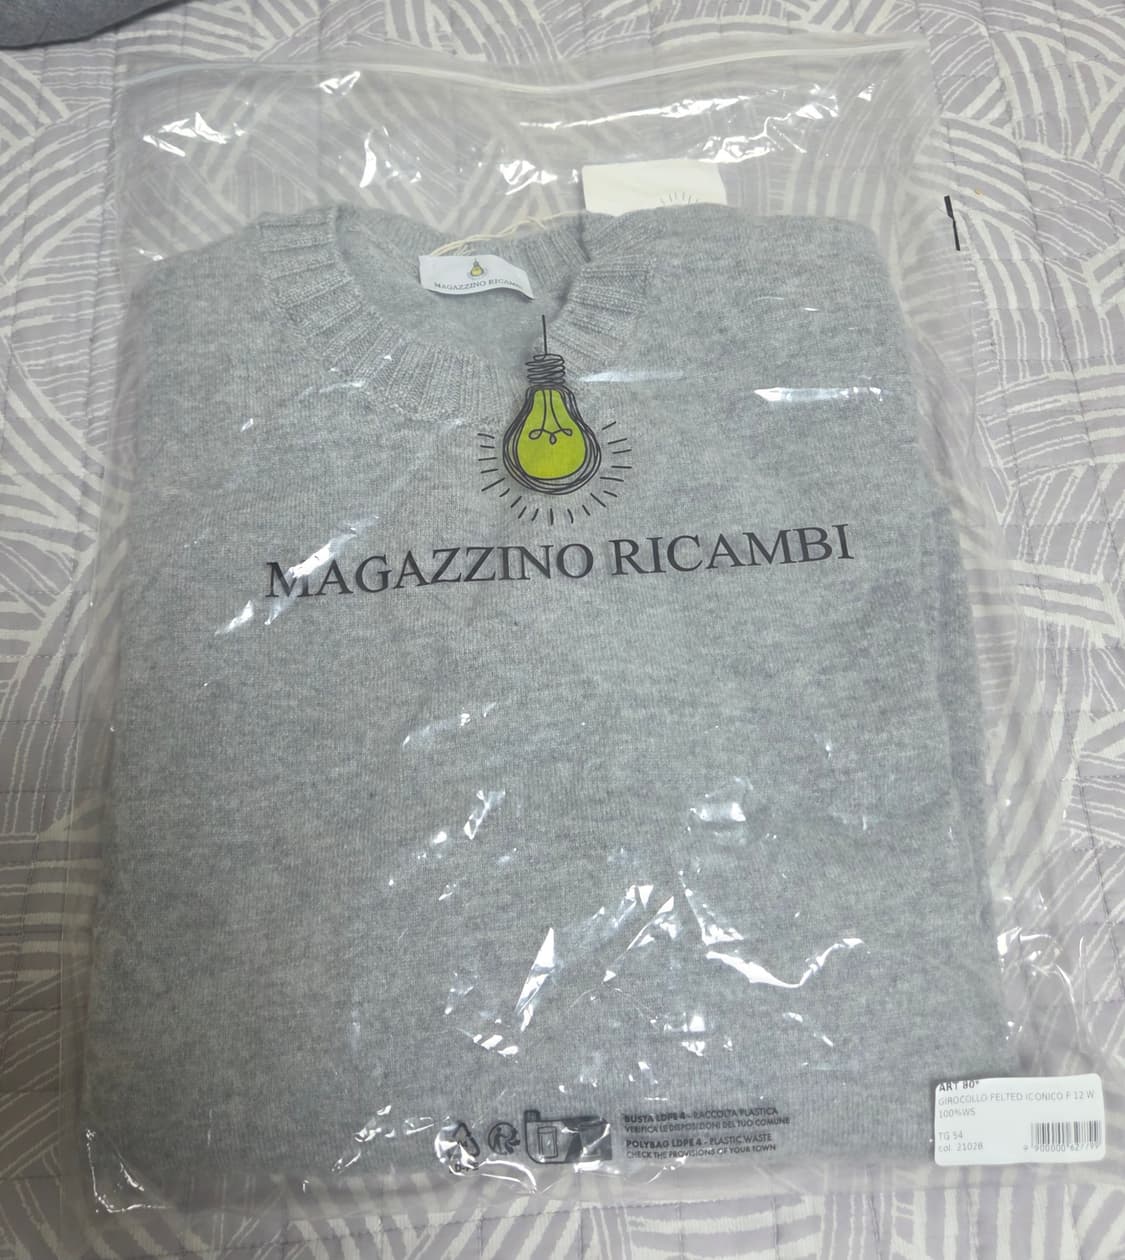 MAGAZZINO RICAMBI
MAGAZZINO RICAMBI
BUSTA LDPE 4 - RACCOLTA PLASTICA
VERIFICA LE DISPOSIZIONI DEL TUO COMUNE
POLYBAG LDPE 4 - PLASTIC WASTE
CHECK THE PROVISIONS OF YOUR TOWN
ART 80°
GIROCOLLO FELTED ICONICO F 12 W
100%WS
TG 54
col. 21028